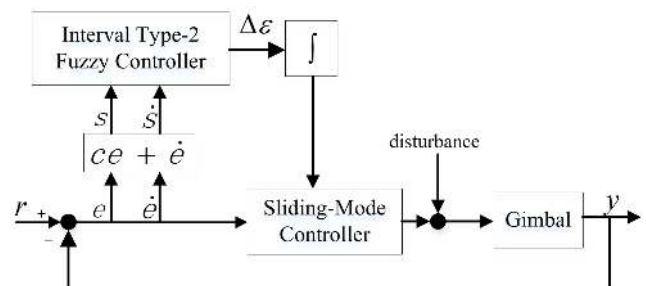 Interval Type-2
Fuzzy Controller
Δε
∫
s ṡ
ce + ė
disturbance
r + e ė
−
Sliding-Mode
Controller
Gimbal
y